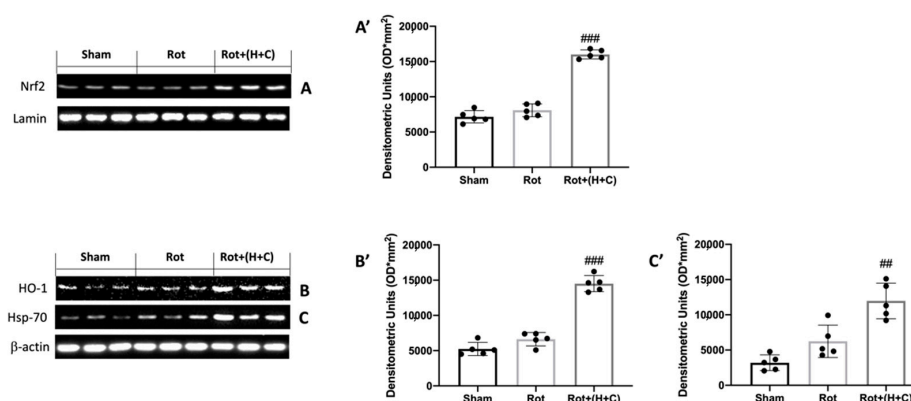 Sham Rot Rot+(H+C)
Nrf2 A
Lamin
A’
Densitometric Units (OD*mm²)
20000
15000
10000
5000
0
###
Sham Rot Rot+(H+C)
Sham Rot Rot+(H+C)
HO-1 B
Hsp-70 C
β-actin
B’
Densitometric Units (OD*mm²)
20000
15000
10000
5000
0
###
Sham Rot Rot+(H+C)
C’
Densitometric Units (OD*mm²)
20000
15000
10000
5000
0
##
Sham Rot Rot+(H+C)